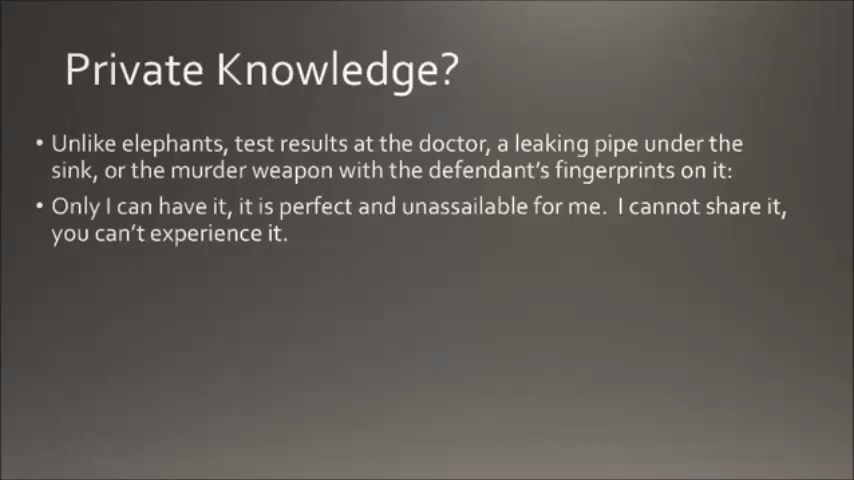 Private Knowledge?
• Unlike elephants, test results at the doctor, a leaking pipe under the
sink, or the murder weapon with the defendant's fingerprints on it:
• Only I can have it, it is perfect and unassailable for me.  I cannot share it,
you can't experience it.